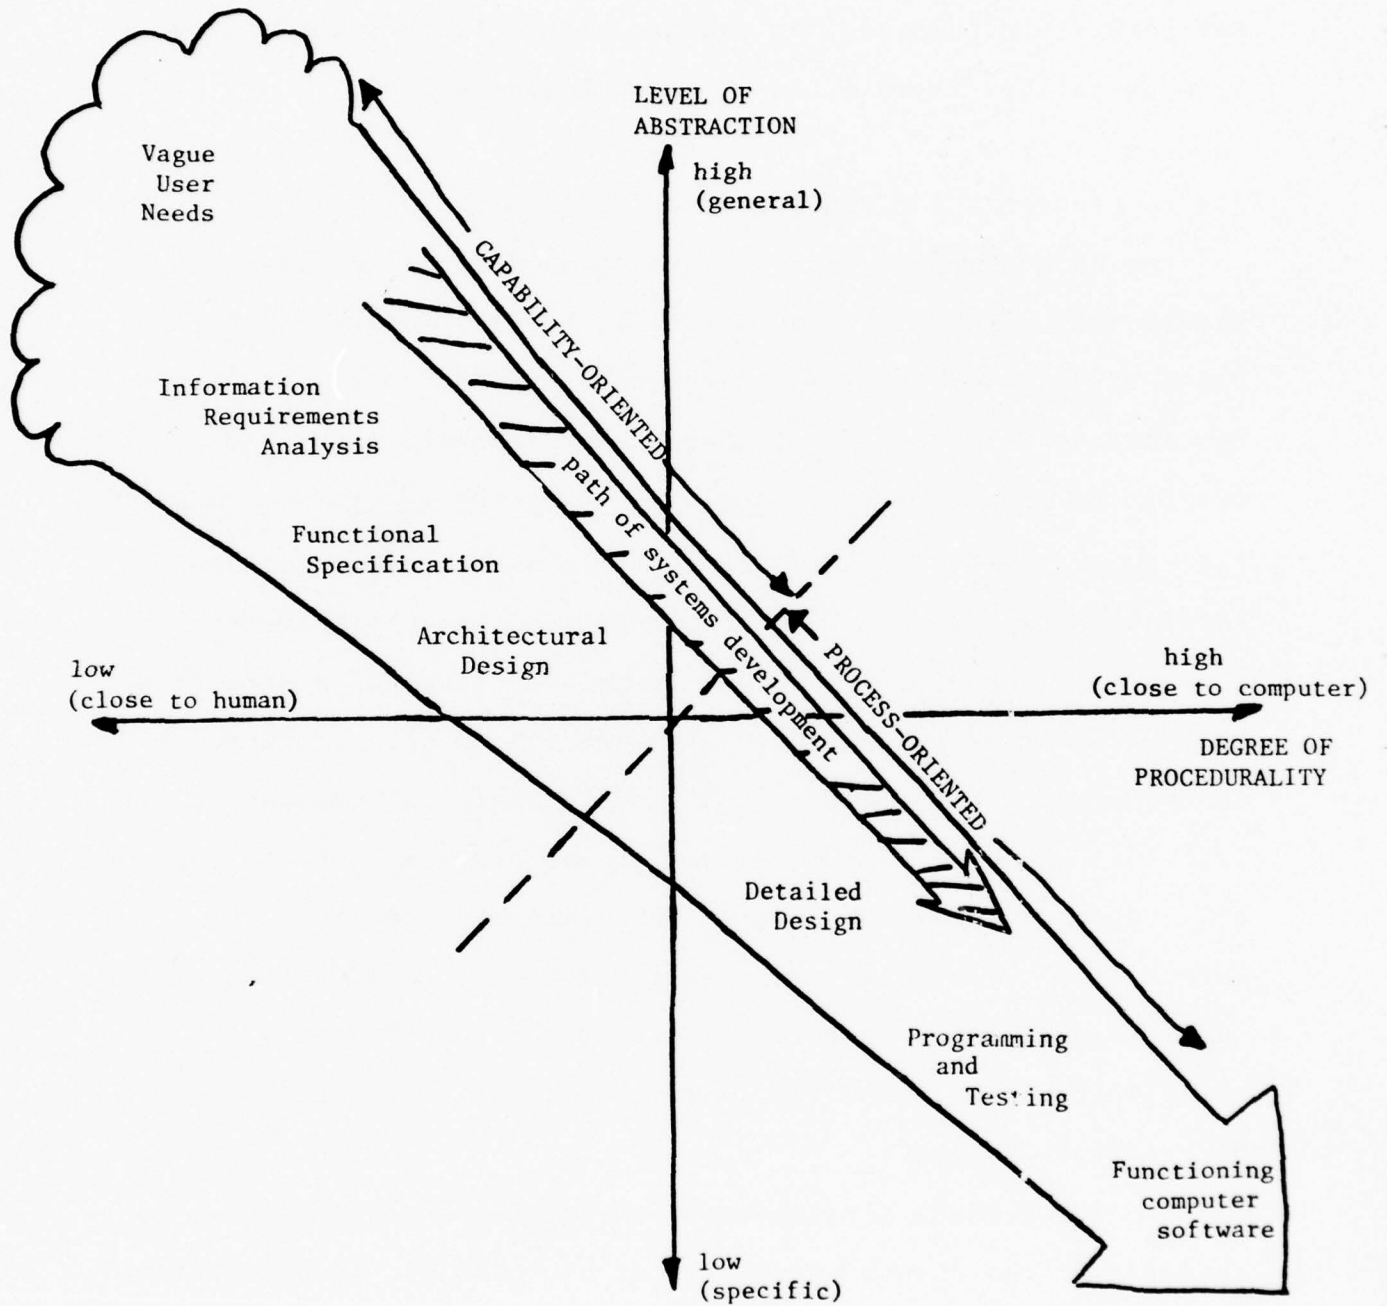 LEVEL OF
ABSTRACTION
high
(general)
Vague
User
Needs
CAPABILITY-ORIENTED
Information
Requirements
Analysis
path of systems development
Functional
Specification
Architectural
Design
PROCESS-ORIENTED
low
(close to human)
high
(close to computer)
DEGREE OF
PROCEDURALITY
Detailed
Design
Programming
and
Testing
Functioning
computer
software
low
(specific)